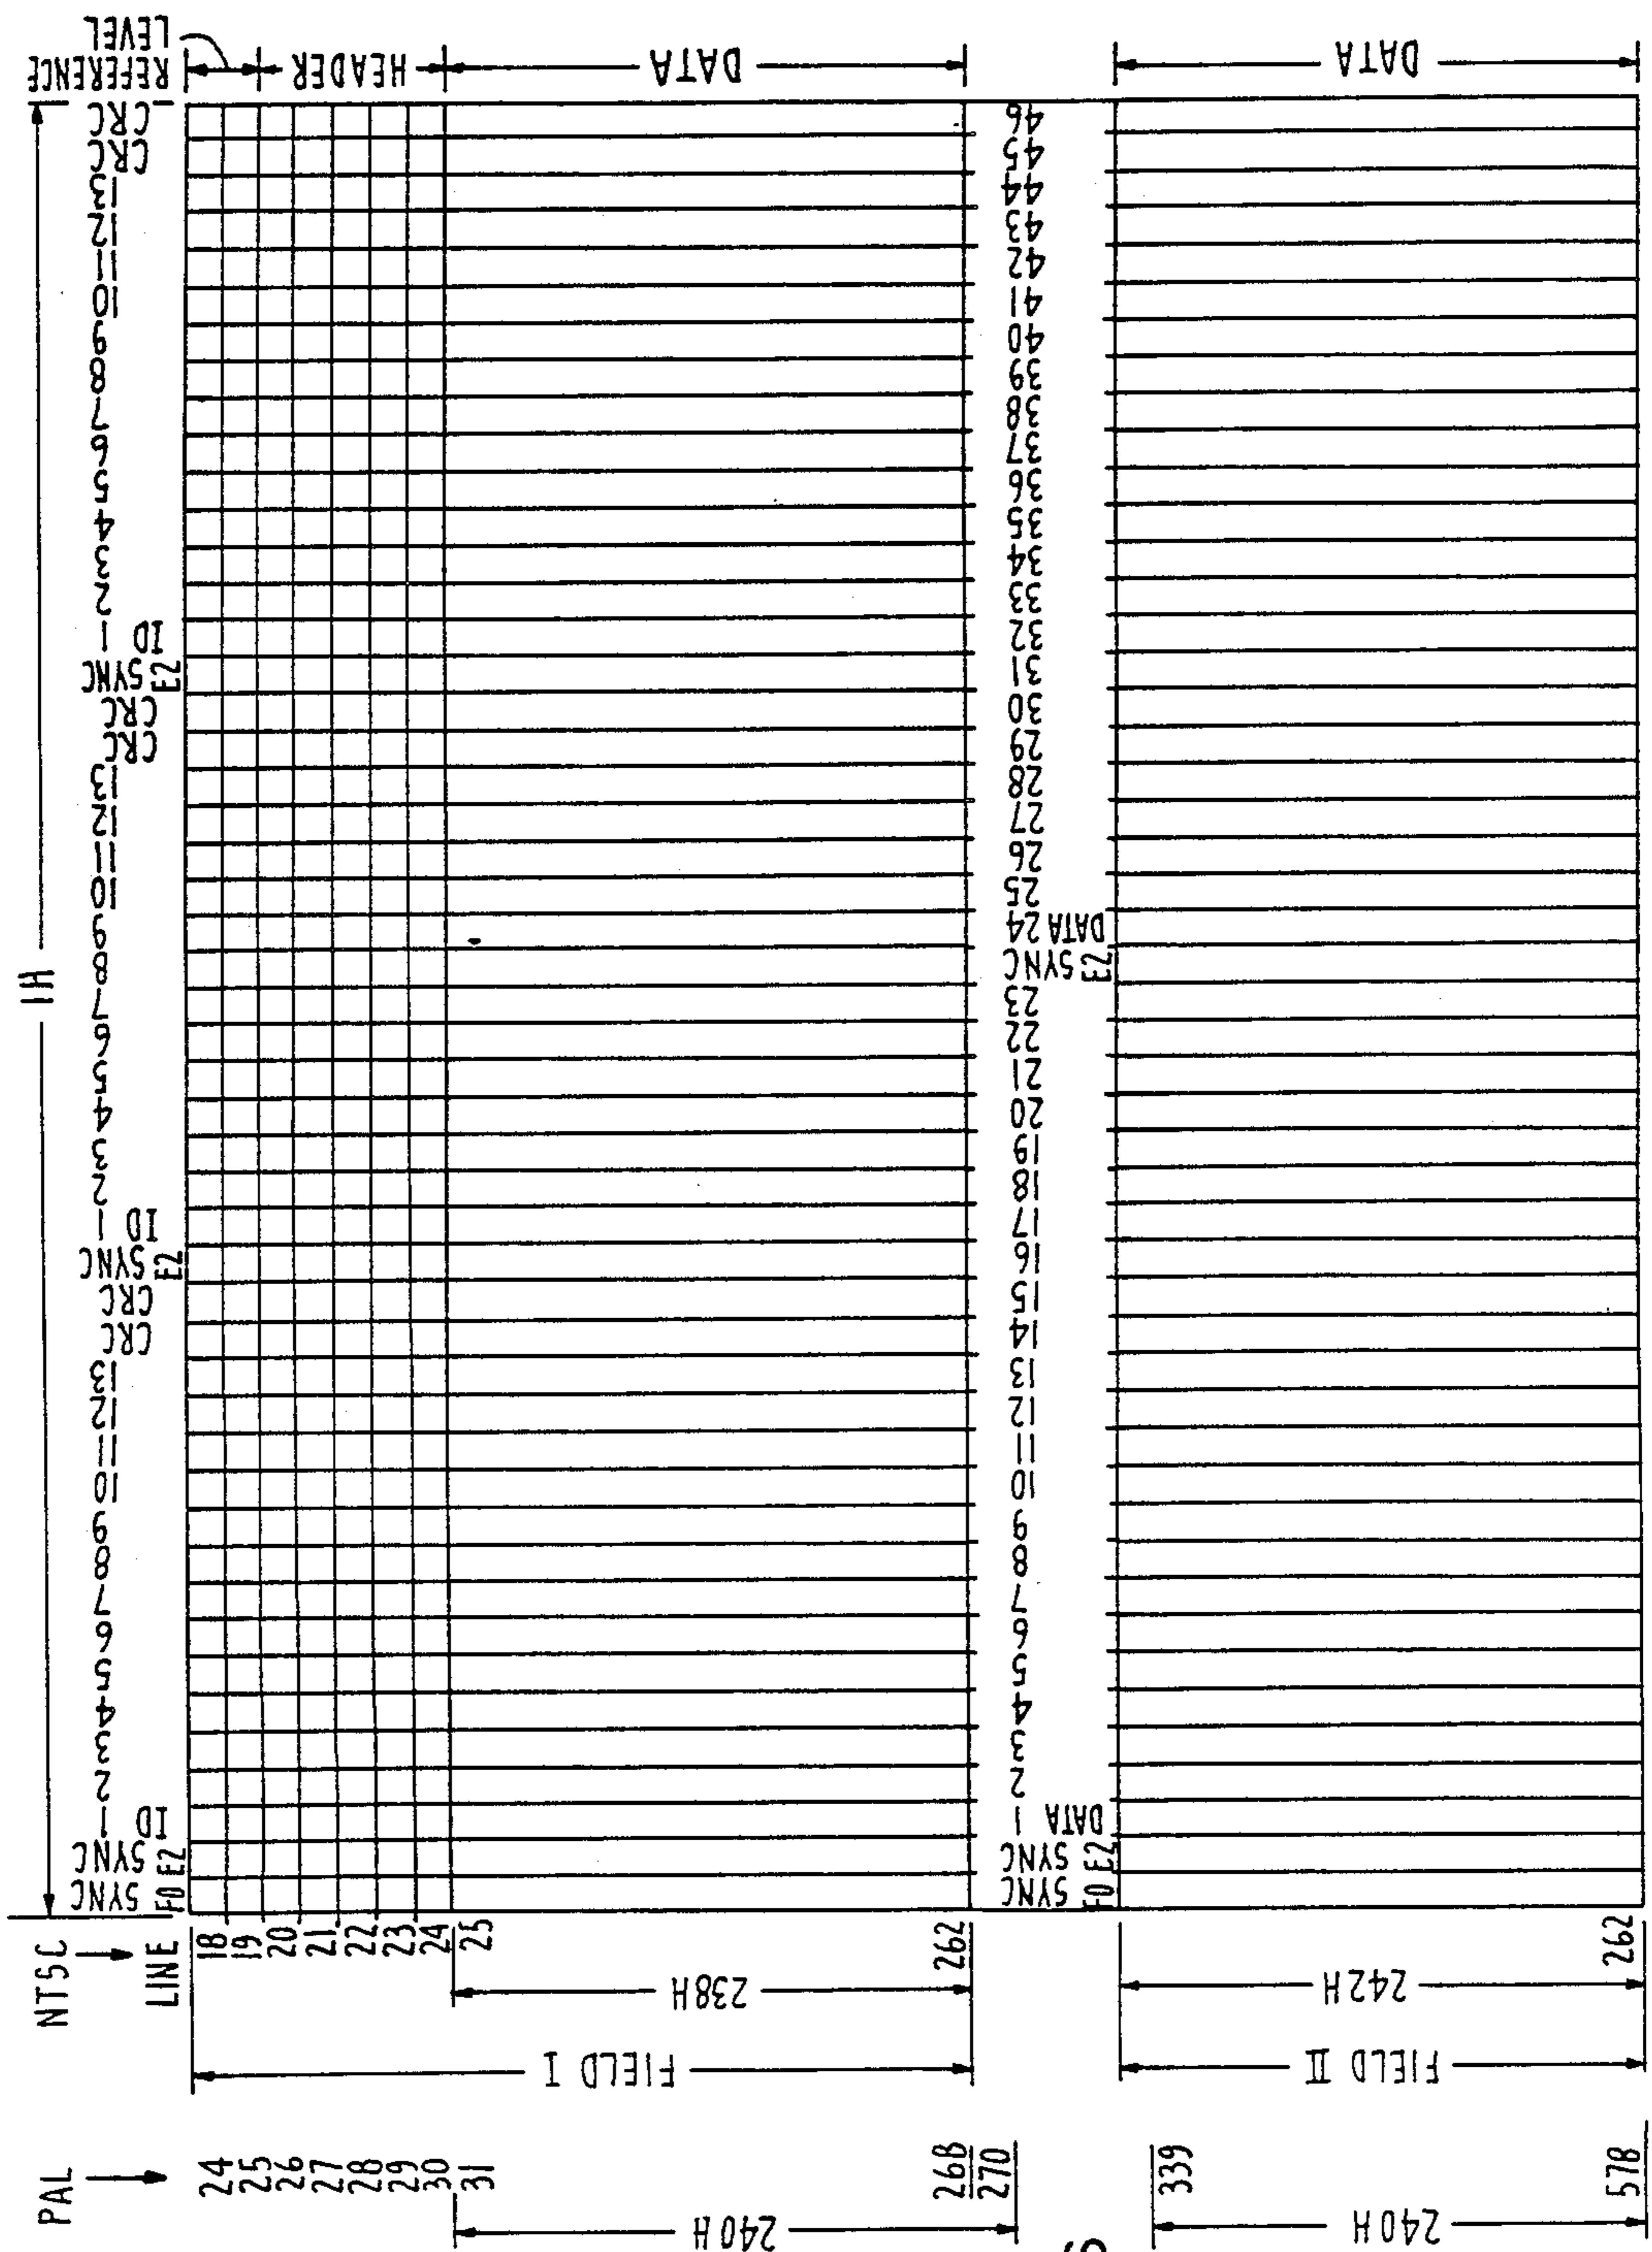 1H
PAL
NTSC
LINE
SYNC F0 SYNC E2 ID 1 2 3 4 5 6 7 8 9 10 11 12 13 CRC CRC SYNC E2 ID 1 2 3 4 5 6 7 8 9 10 11 12 13 CRC CRC SYNC E2 ID 1 2 3 4 5 6 7 8 9 10 11 12 13 CRC CRC
REFERENCE
LEVEL
24 18
25 19
26 20
27 21
28 22
29 23
30 24
31 25
HEADER
240H
FIELD I
238H
DATA
268 262
270
SYNC F0 SYNC E2 DATA 1 2 3 4 5 6 7 8 9 10 11 12 13 14 15 16 17 18 19 20 21 22 23 SYNC E2 DATA 24 25 26 27 28 29 30 31 32 33 34 35 36 37 38 39 40 41 42 43 44 45 46
339
240H
FIELD II
242H
DATA
578 262